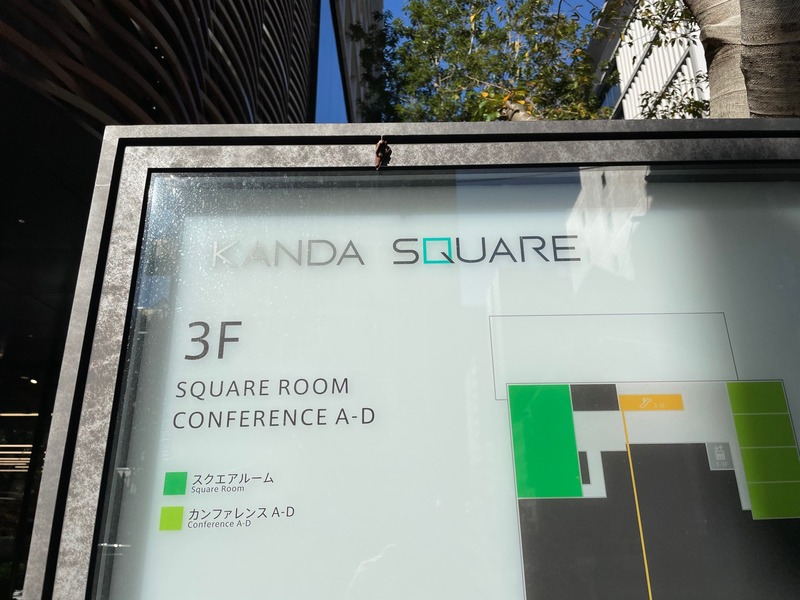 KANDA SQUARE
3F
SQUARE ROOM
CONFERENCE A-D
スクエアルーム
Square Room
カンファレンス A-D
Conference A-D